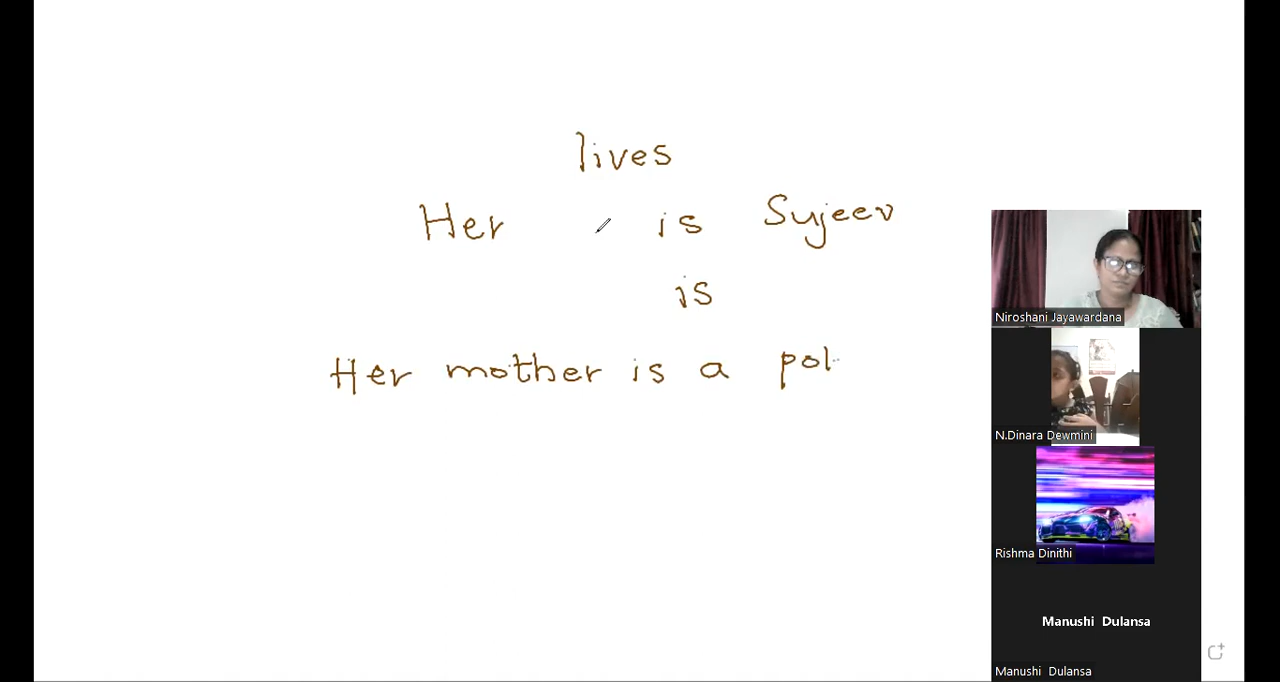 lives
Her is Sujeev
is
Her mother is a pol
Niroshani Jayawardana
N.Dinara Dewmini
Rishma Dinithi
Manushi Dulansa
Manushi Dulansa